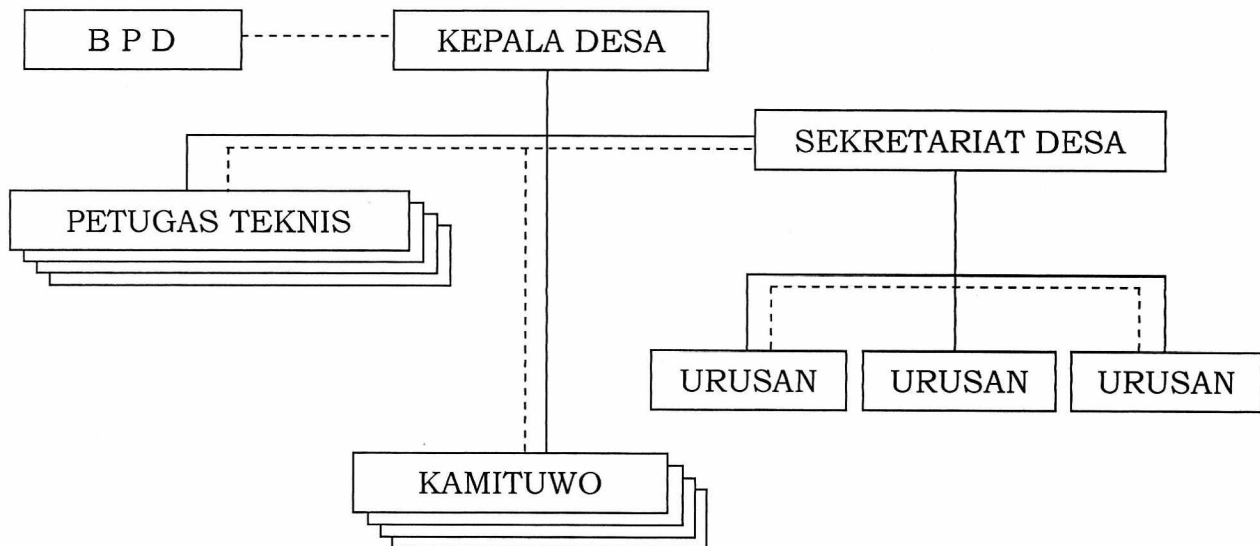 B P D
KEPALA DESA
SEKRETARIAT DESA
PETUGAS TEKNIS
URUSAN
URUSAN
URUSAN
KAMITUWO